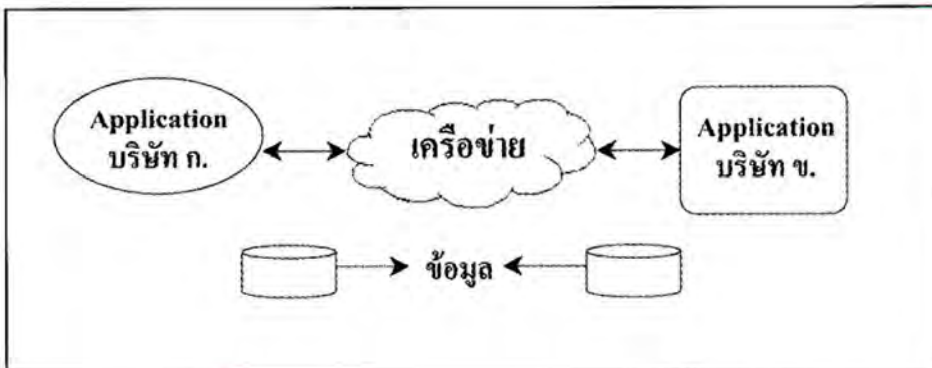 Application
บริษัท ก.
เครือข่าย
Application
บริษัท ข.
ข้อมูล